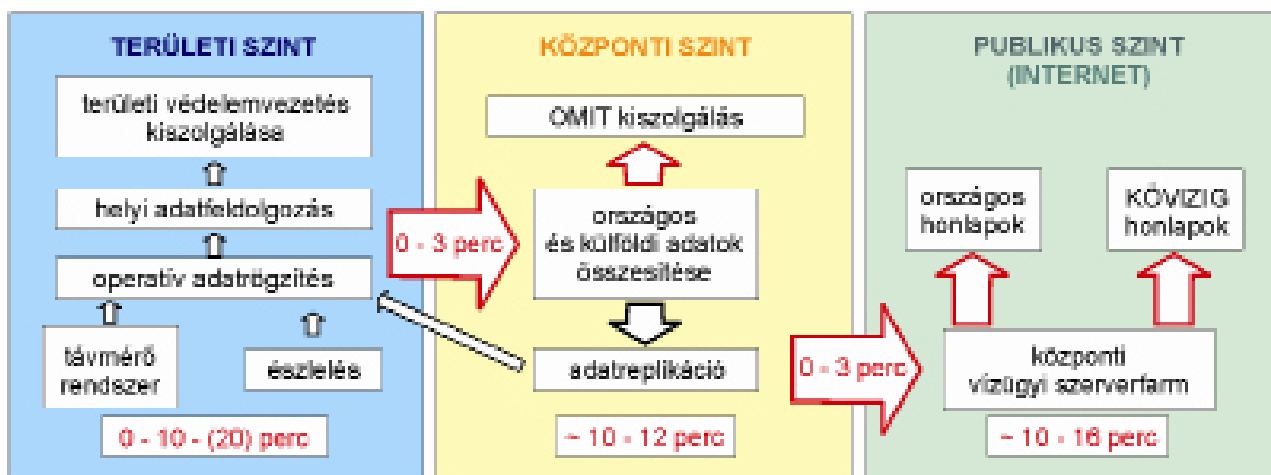 TERÜLETI SZINT
területi védelemvezetés
kiszolgálása
helyi adatfeldolgozás
operatív adatrögzítés
távmérő
rendszer
észlelés
0 - 10 - (20) perc
0 - 3 perc
KÖZPONTI SZINT
OMIT kiszolgálás
országos
és külföldi adatok
összesítése
adatreplikáció
~ 10 - 12 perc
0 - 3 perc
PUBLIKUS SZINT
(INTERNET)
országos
honlapok
KÖVIZIG
honlapok
központi
vízügyi szerverfarm
~ 10 - 16 perc